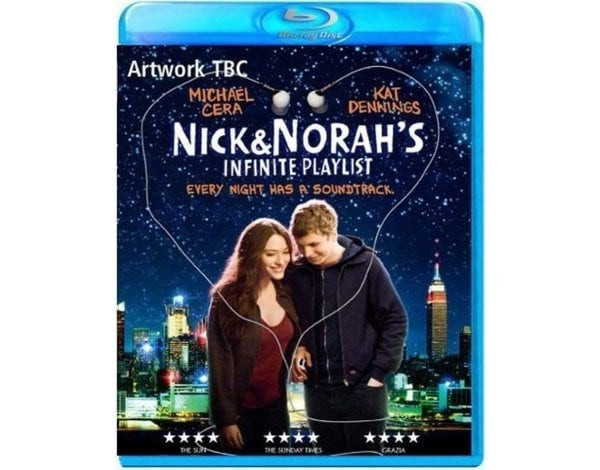 Blu-ray Disc
Artwork TBC
MICHAEL
CERA
KAT
DENNINGS
NICK&NORAH'S
INFINITE PLAYLIST
EVERY NIGHT HAS A SOUNDTRACK.
★★★★ ★★★★ ★★★★
THE SUN THE SUNDAY TIMES GRAZIA